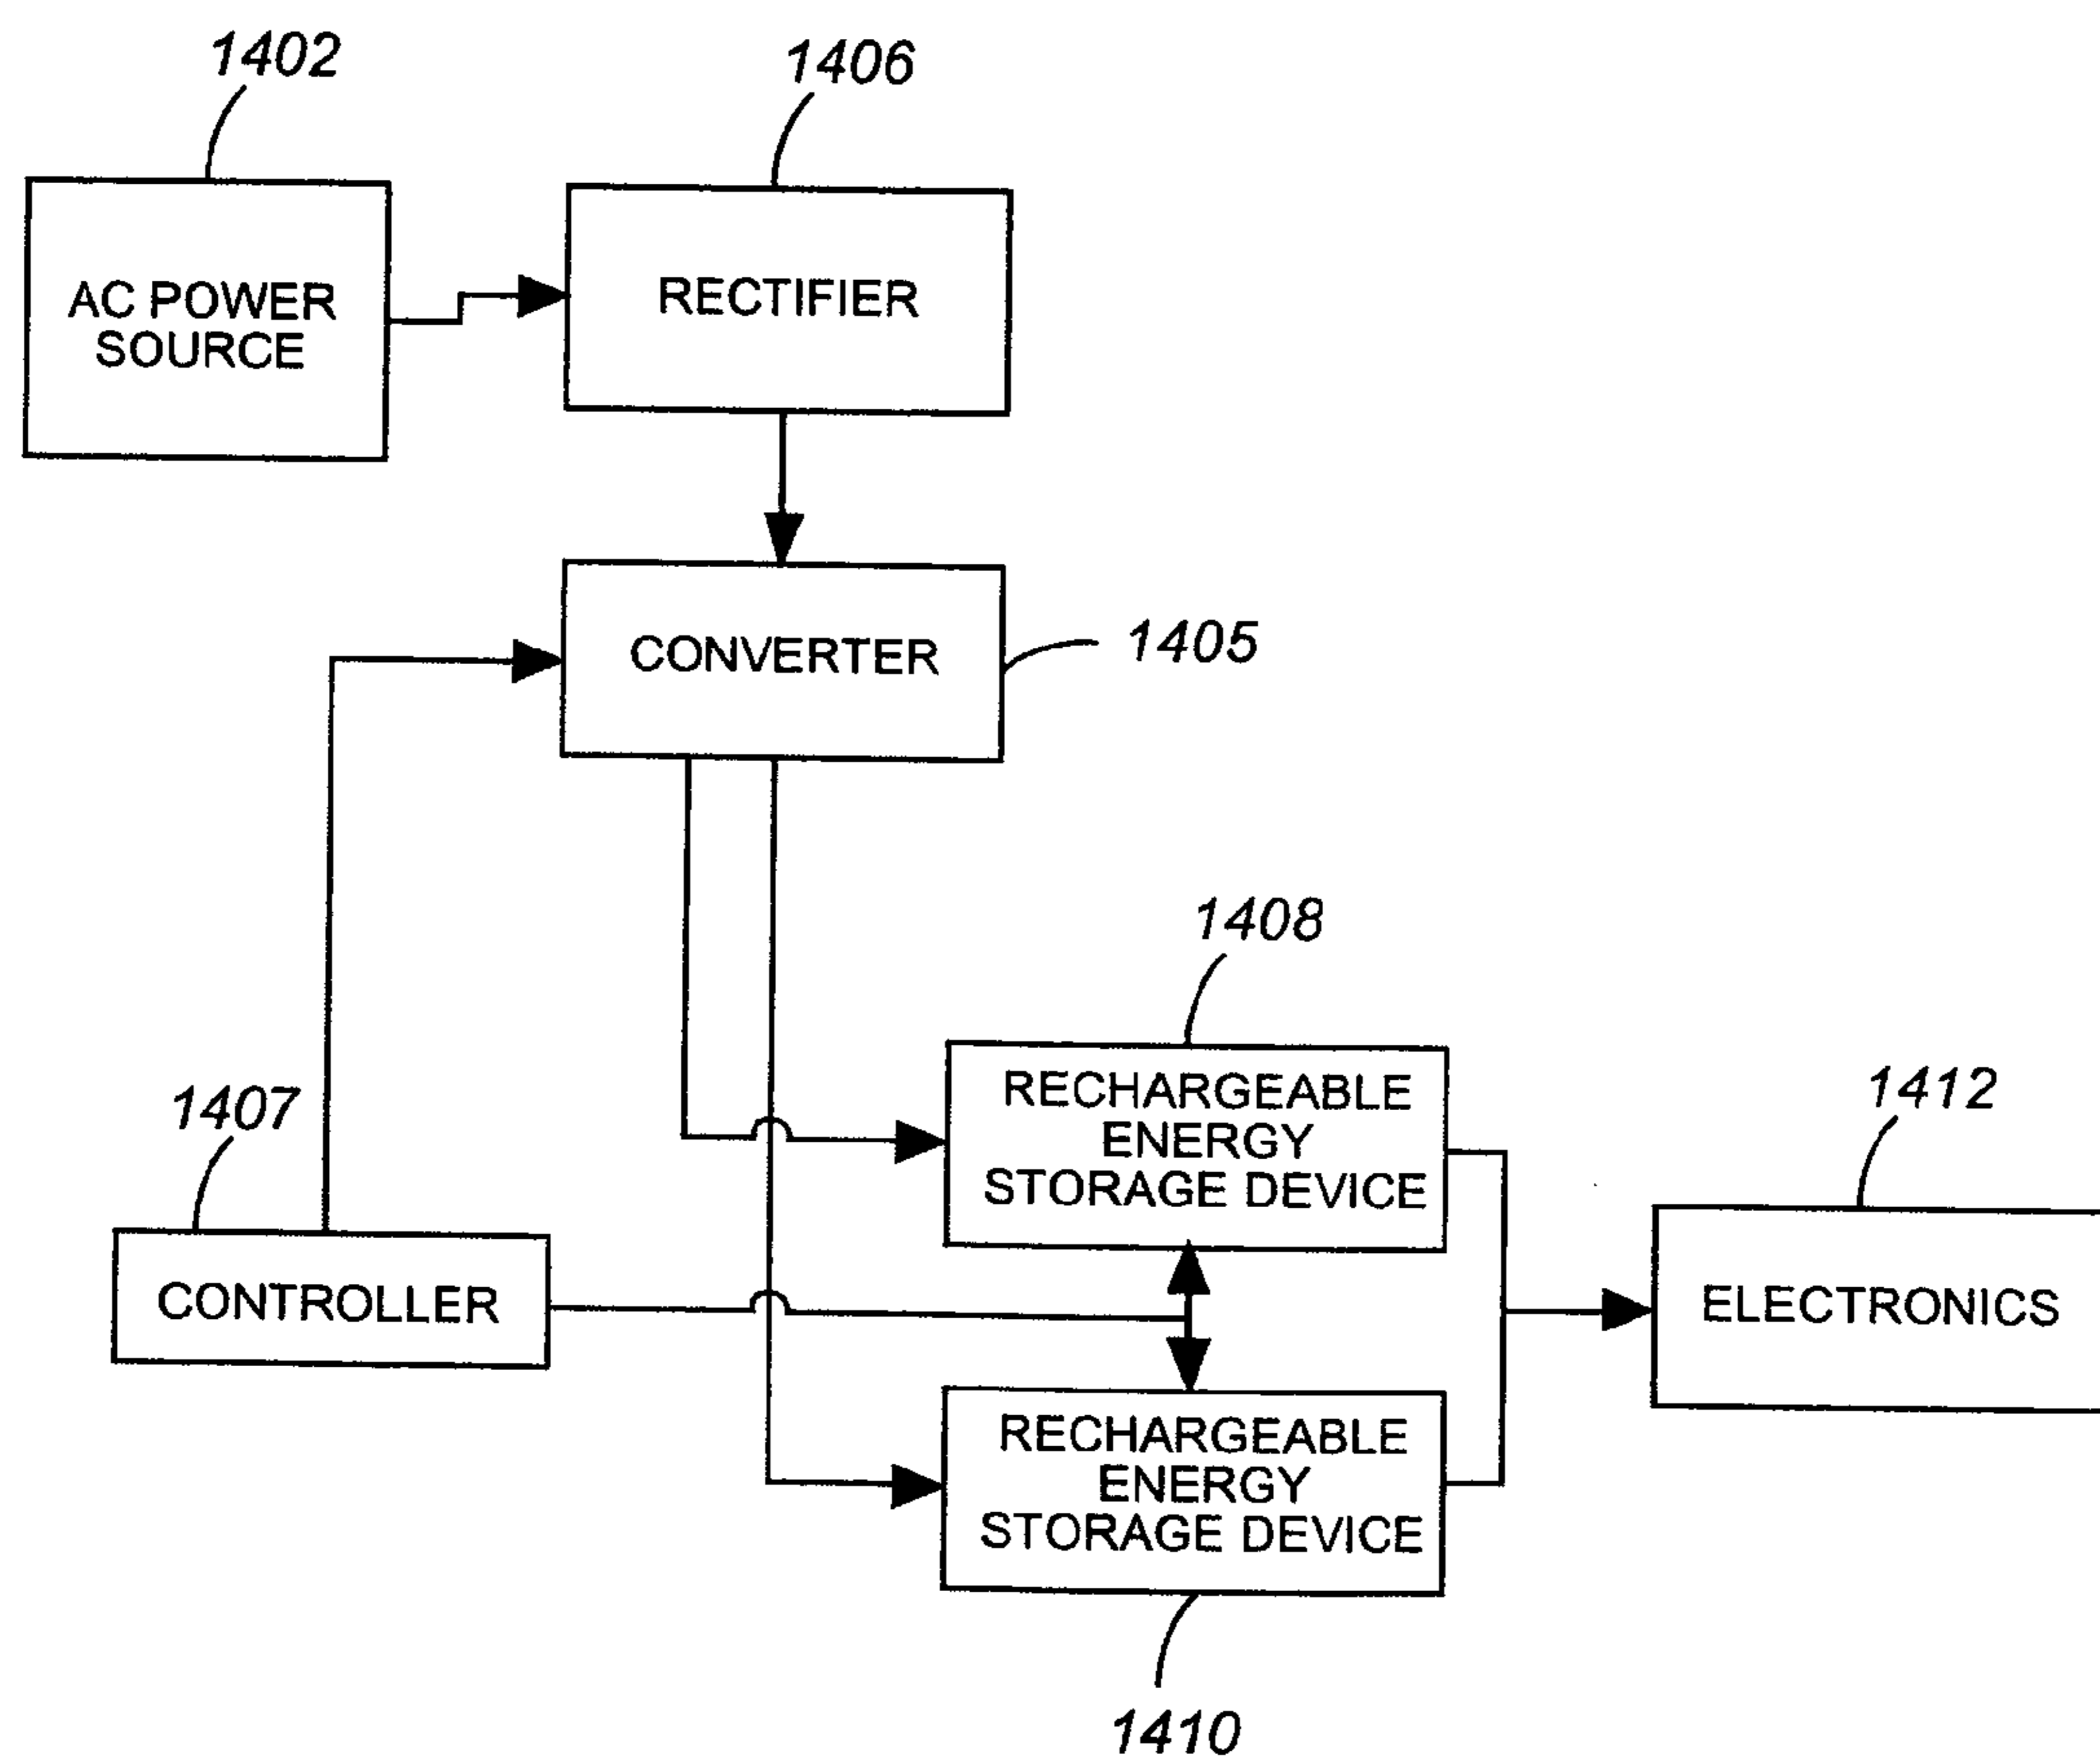 1402
1406
AC POWER
SOURCE
RECTIFIER
CONVERTER
1405
1408
RECHARGEABLE
ENERGY
STORAGE DEVICE
1412
1407
CONTROLLER
ELECTRONICS
RECHARGEABLE
ENERGY
STORAGE DEVICE
1410